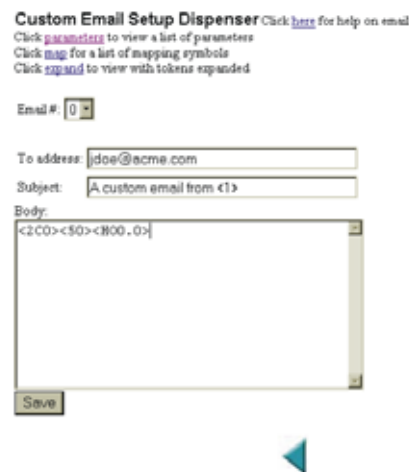 Custom Email Setup Dispenser Click here for help on email
Click parameters to view a list of parameters
Click map for a list of mapping symbols
Click expand to view with tokens expanded
Email #: 0
To address: jdoe@acme.com
Subject: A custom email from <1>
Body:
<2C0><50><H00.0>
Save